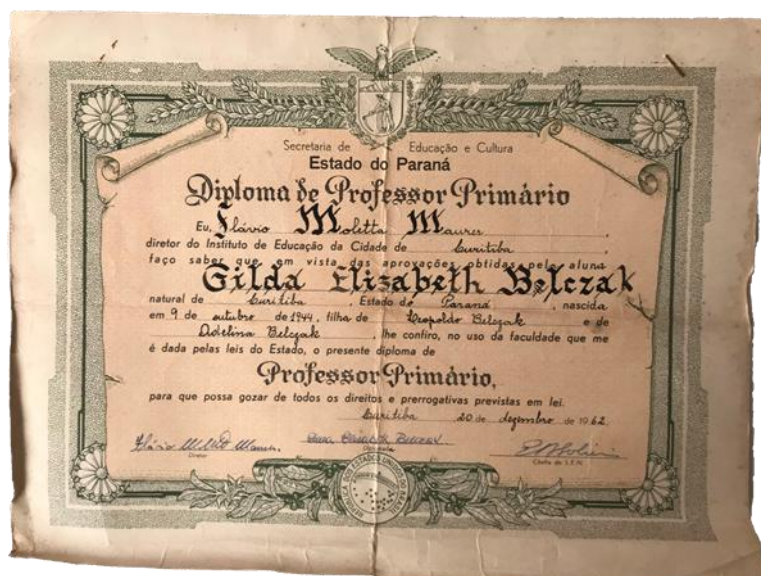 Secretaria de Educação e Cultura
Estado do Paraná
Diploma de Professor Primário
Eu, Flávio Moletta Maurer,
diretor do Instituto de Educação da Cidade de Curitiba,
faço saber que em vista das aprovações obtidas pela aluna
Gilda Elizabeth Belczak
natural de Curitiba, Estado do Paraná, nascida
em 9 de outubro de 1944, filha de Leopoldo Belczak e de
Adelina Belczak, lhe confiro, no uso da faculdade que me
é dada pelas leis do Estado, o presente diploma de
Professor Primário,
para que possa gozar de todos os direitos e prerrogativas previstas em lei.
Curitiba 20 de dezembro de 1962.
Diretor
Chefe do S.E.N.